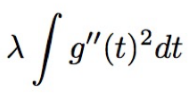 λ ∫ g″(t)² dt